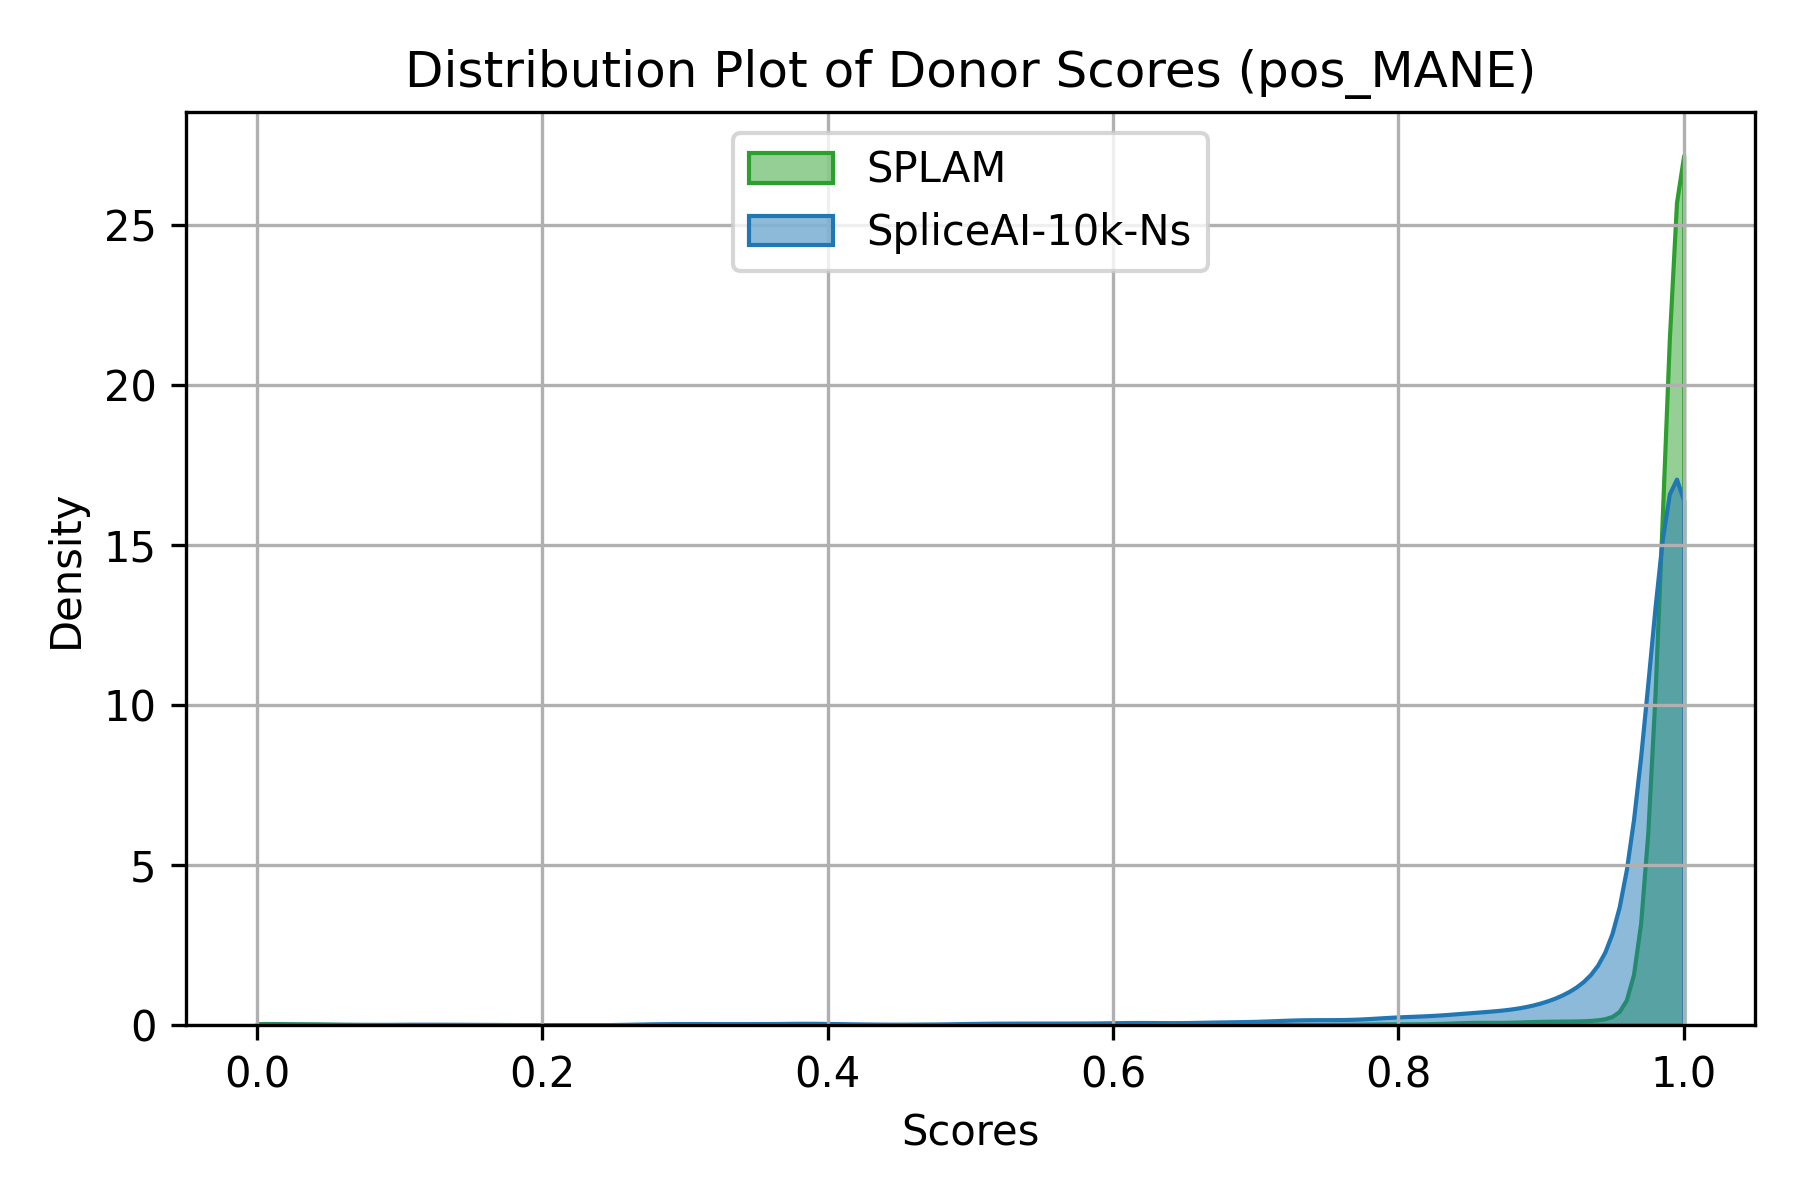 Distribution Plot of Donor Scores (pos_MANE)
SPLAM
SpliceAI-10k-Ns
25
20
15
10
5
0
Density
0.0 0.2 0.4 0.6 0.8 1.0
Scores